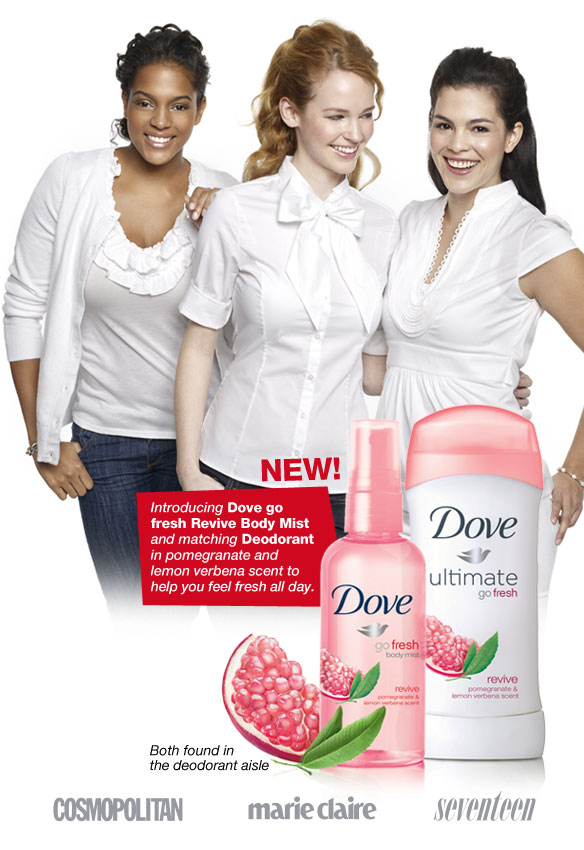 NEW!
Introducing Dove go
fresh Revive Body Mist
and matching Deodorant
in pomegranate and
lemon verbena scent to
help you feel fresh all day.
Dove
go fresh
body mist
revive
pomegranate &
lemon verbena scent
Dove
ultimate
go fresh
revive
pomegranate &
lemon verbena scent
Both found in
the deodorant aisle
COSMOPOLITAN
marie claire
seventeen